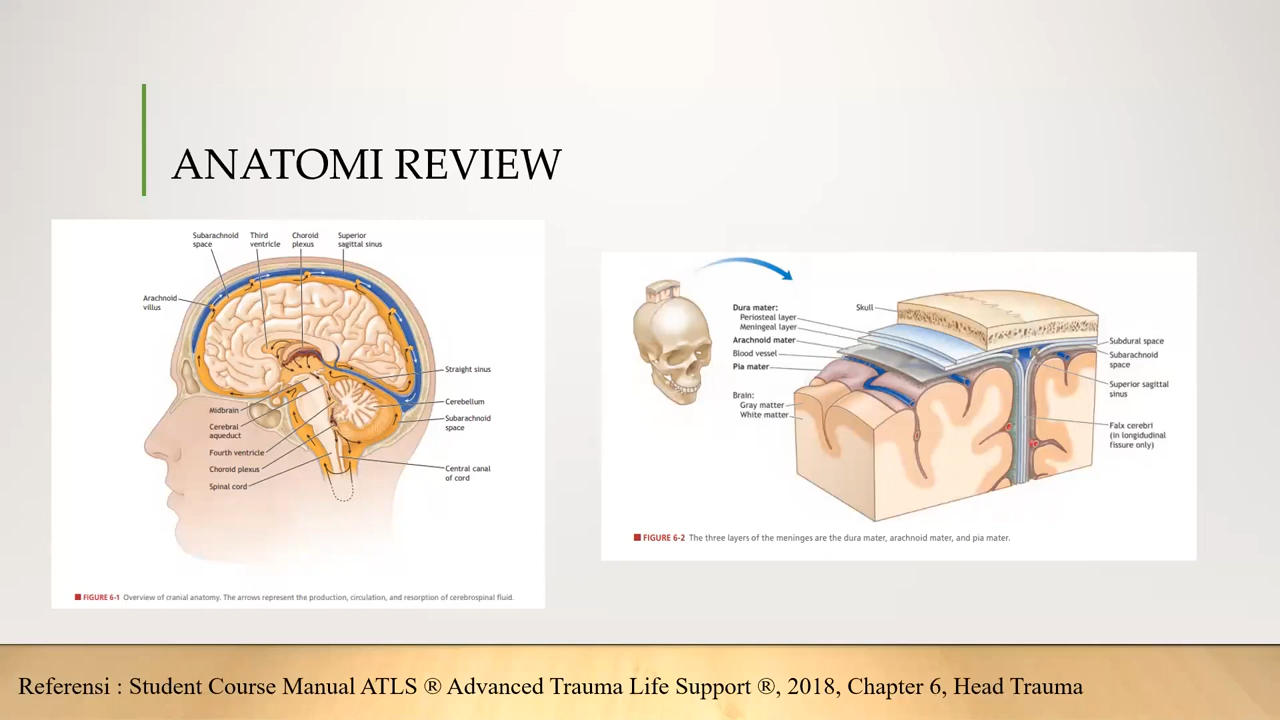 ANATOMI REVIEW
Subarachnoid
space
Third
ventricle
Choroid
plexus
Superior
sagittal sinus
Arachnoid
villus
Straight sinus
Cerebellum
Subarachnoid
space
Central canal
of cord
Midbrain
Cerebral
aqueduct
Fourth ventricle
Choroid plexus
Spinal cord
FIGURE 6-1 Overview of cranial anatomy. The arrows represent the production, circulation, and resorption of cerebrospinal fluid.
Dura mater:
Periosteal layer
Meningeal layer
Arachnoid mater
Blood vessel
Pia mater
Brain:
Gray matter
White matter
Skull
Subdural space
Subarachnoid
space
Superior sagittal
sinus
Falx cerebri
(in longidudinal
fissure only)
FIGURE 6-2 The three layers of the meninges are the dura mater, arachnoid mater, and pia mater.
Referensi : Student Course Manual ATLS ® Advanced Trauma Life Support ®, 2018, Chapter 6, Head Trauma